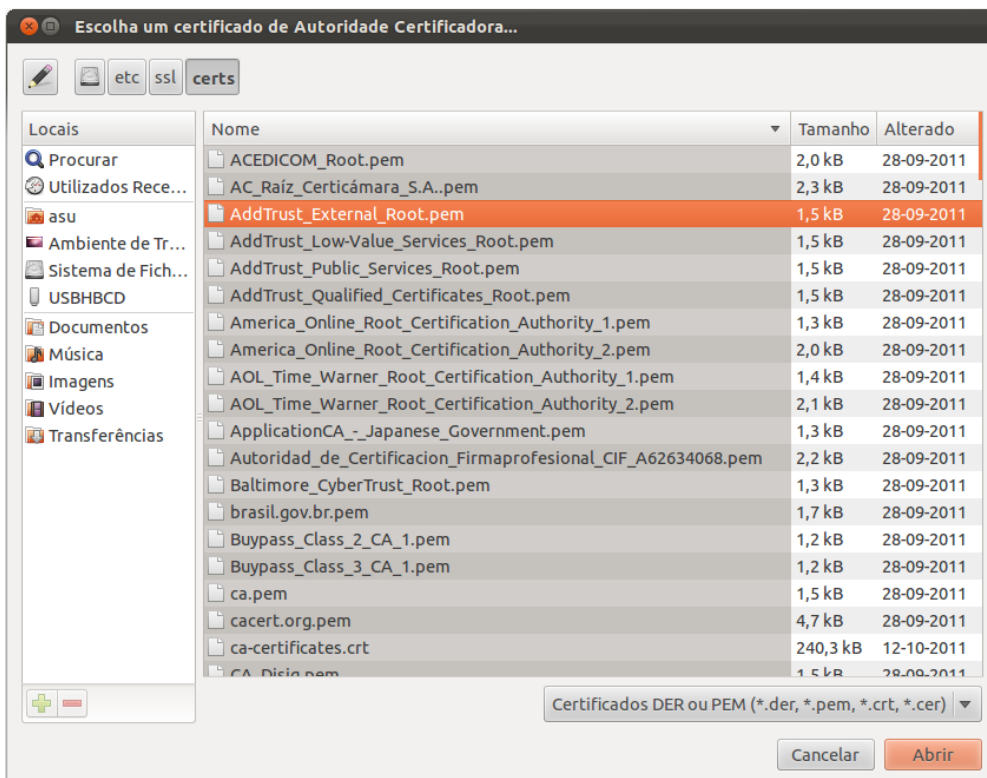 Escolha um certificado de Autoridade Certificadora...
etc ssl certs
Locais
Procurar
Utilizados Rece...
asu
Ambiente de Tr...
Sistema de Fich...
USBHBCD
Documentos
Música
Imagens
Vídeos
Transferências
Nome Tamanho Alterado
ACEDICOM_Root.pem 2,0 kB 28-09-2011
AC_Raíz_Certicámara_S.A..pem 2,3 kB 28-09-2011
AddTrust_External_Root.pem 1,5 kB 28-09-2011
AddTrust_Low-Value_Services_Root.pem 1,5 kB 28-09-2011
AddTrust_Public_Services_Root.pem 1,5 kB 28-09-2011
AddTrust_Qualified_Certificates_Root.pem 1,5 kB 28-09-2011
America_Online_Root_Certification_Authority_1.pem 1,3 kB 28-09-2011
America_Online_Root_Certification_Authority_2.pem 2,0 kB 28-09-2011
AOL_Time_Warner_Root_Certification_Authority_1.pem 1,4 kB 28-09-2011
AOL_Time_Warner_Root_Certification_Authority_2.pem 2,1 kB 28-09-2011
ApplicationCA_-_Japanese_Government.pem 1,3 kB 28-09-2011
Autoridad_de_Certificacion_Firmaprofesional_CIF_A62634068.pem 2,2 kB 28-09-2011
Baltimore_CyberTrust_Root.pem 1,3 kB 28-09-2011
brasil.gov.br.pem 1,7 kB 28-09-2011
Buypass_Class_2_CA_1.pem 1,2 kB 28-09-2011
Buypass_Class_3_CA_1.pem 1,2 kB 28-09-2011
ca.pem 1,5 kB 28-09-2011
cacert.org.pem 4,7 kB 28-09-2011
ca-certificates.crt 240,3 kB 12-10-2011
CA_Disig.pem 1,5 kB 28-09-2011
Certificados DER ou PEM (*.der, *.pem, *.crt, *.cer)
Cancelar Abrir